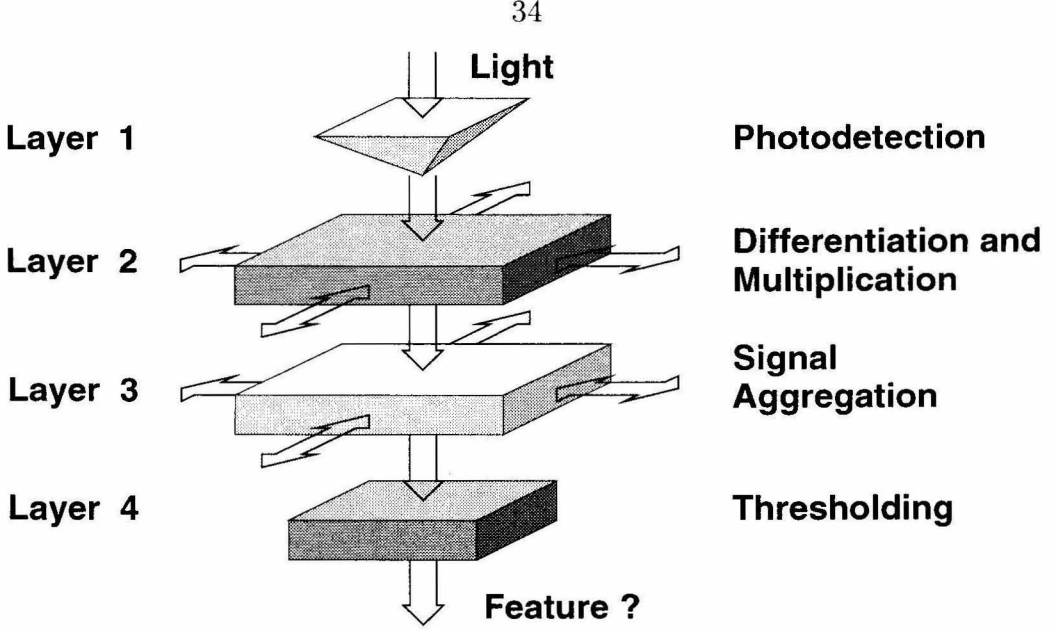 34
Light
Layer 1
Photodetection
Layer 2
Differentiation and
Multiplication
Layer 3
Signal
Aggregation
Layer 4
Thresholding
Feature ?